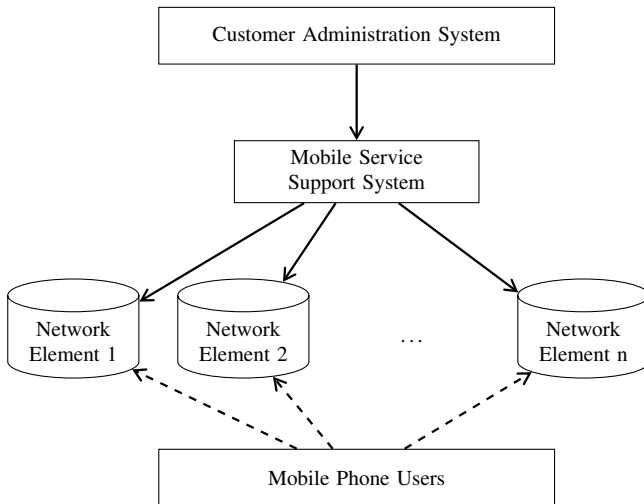 Customer Administration System
Mobile Service
Support System
Network
Element 1
Network
Element 2
...
Network
Element n
Mobile Phone Users